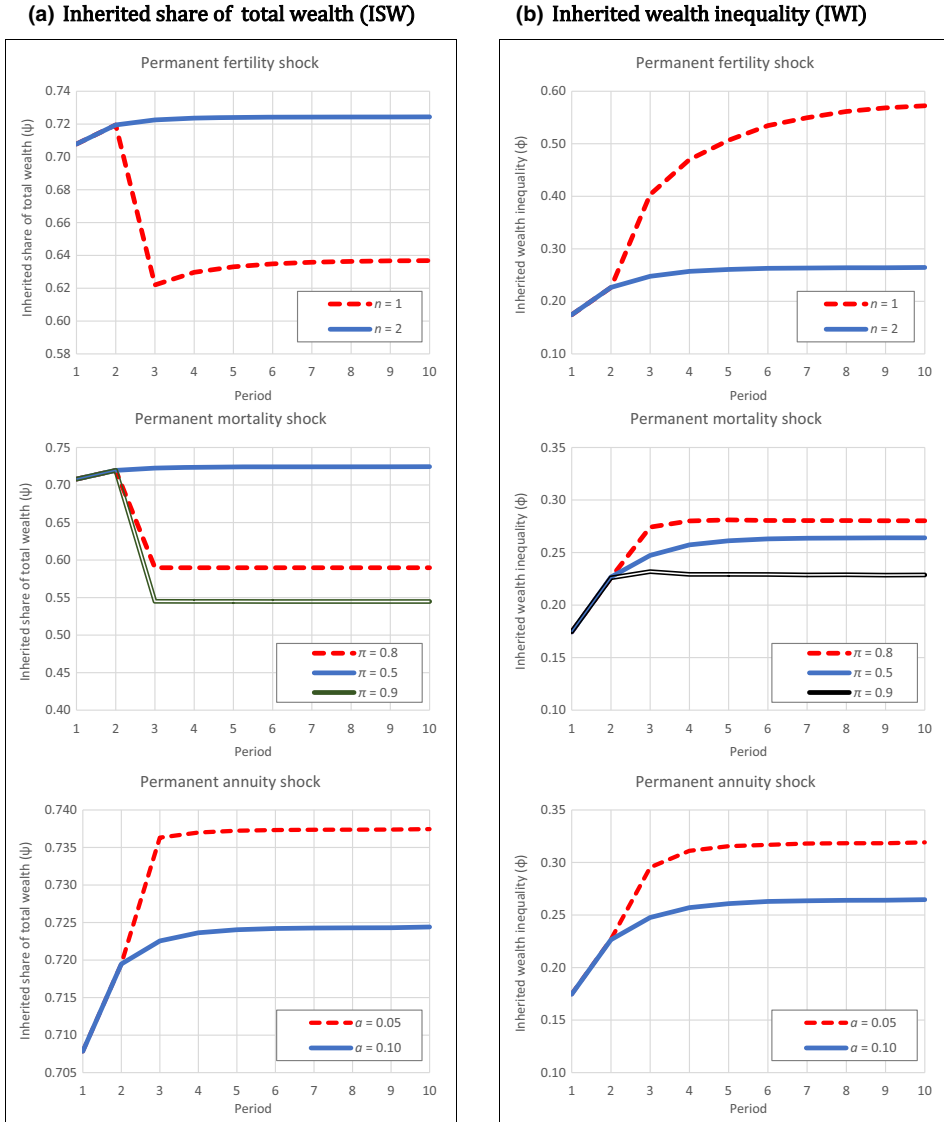 (a) Inherited share of total wealth (ISW)
Permanent fertility shock
Inherited share of total wealth (ψ)
0.74
0.72
0.70
0.68
0.66
0.64
0.62
0.60
0.58
n = 1
n = 2
1 2 3 4 5 6 7 8 9 10
Period
Permanent mortality shock
Inherited share of total wealth (ψ)
0.75
0.70
0.65
0.60
0.55
0.50
0.45
0.40
π = 0.8
π = 0.5
π = 0.9
1 2 3 4 5 6 7 8 9 10
Period
Permanent annuity shock
Inherited share of total wealth (ψ)
0.740
0.735
0.730
0.725
0.720
0.715
0.710
0.705
a = 0.05
a = 0.10
1 2 3 4 5 6 7 8 9 10
Period
(b) Inherited wealth inequality (IWI)
Permanent fertility shock
Inherited wealth inequality (ϕ)
0.60
0.50
0.40
0.30
0.20
0.10
n = 1
n = 2
1 2 3 4 5 6 7 8 9 10
Period
Permanent mortality shock
Inherited wealth inequality (ϕ)
0.35
0.30
0.25
0.20
0.15
0.10
π = 0.8
π = 0.5
π = 0.9
1 2 3 4 5 6 7 8 9 10
Period
Permanent annuity shock
Inherited wealth inequality (ϕ)
0.35
0.30
0.25
0.20
0.15
0.10
a = 0.05
a = 0.10
1 2 3 4 5 6 7 8 9 10
Period